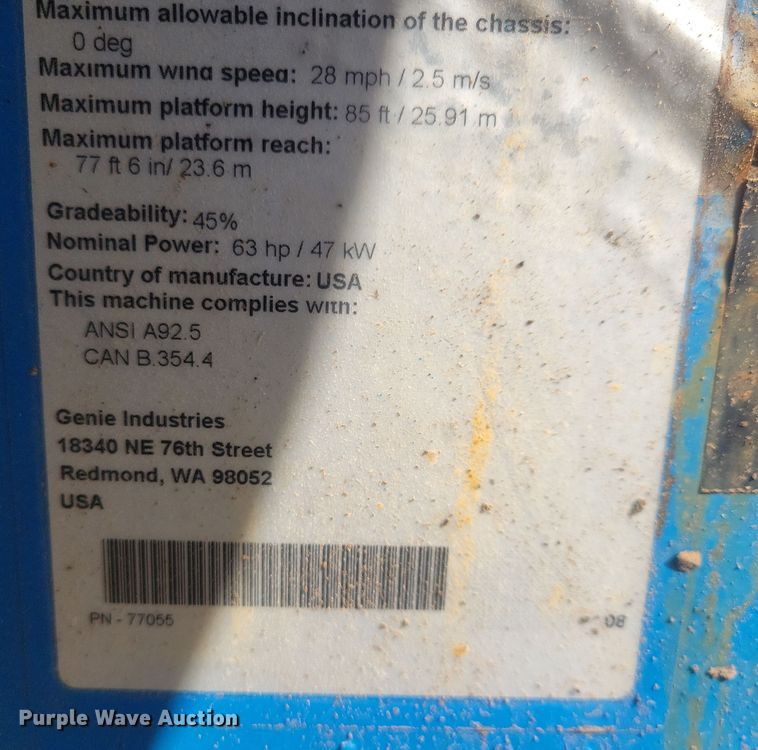 Maximum allowable inclination of the chassis:
0 deg
Maximum wind speed: 28 mph / 2.5 m/s
Maximum platform height: 85 ft / 25.91 m
Maximum platform reach:
77 ft 6 in/ 23.6 m
Gradeability: 45%
Nominal Power: 63 hp / 47 kW
Country of manufacture: USA
This machine complies with:
ANSI A92.5
CAN B.354.4
Genie Industries
18340 NE 76th Street
Redmond, WA 98052
USA
PN - 77055
08
Purple Wave Auction